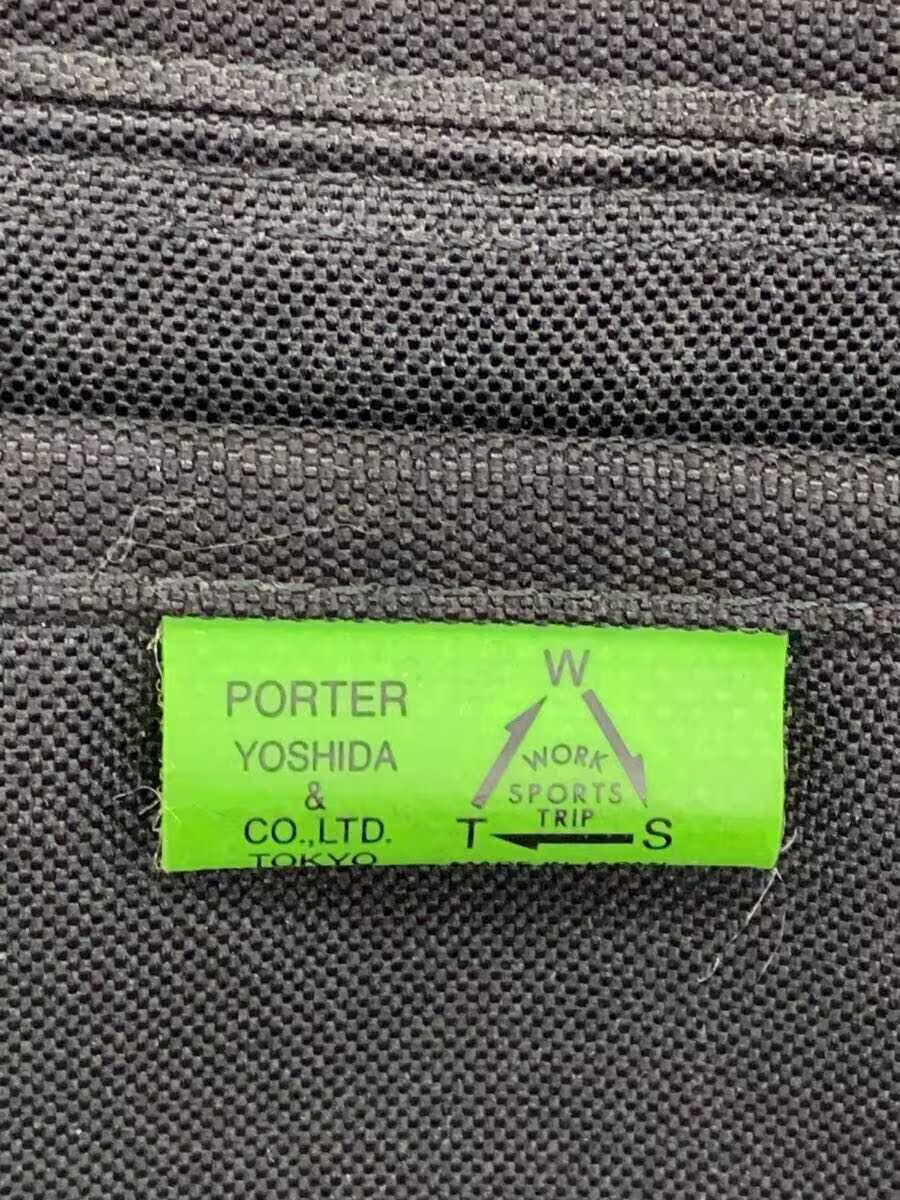 PORTER
YOSHIDA
&
CO.,LTD.
TOKYO
W
WORK
SPORTS
TRIP
T S